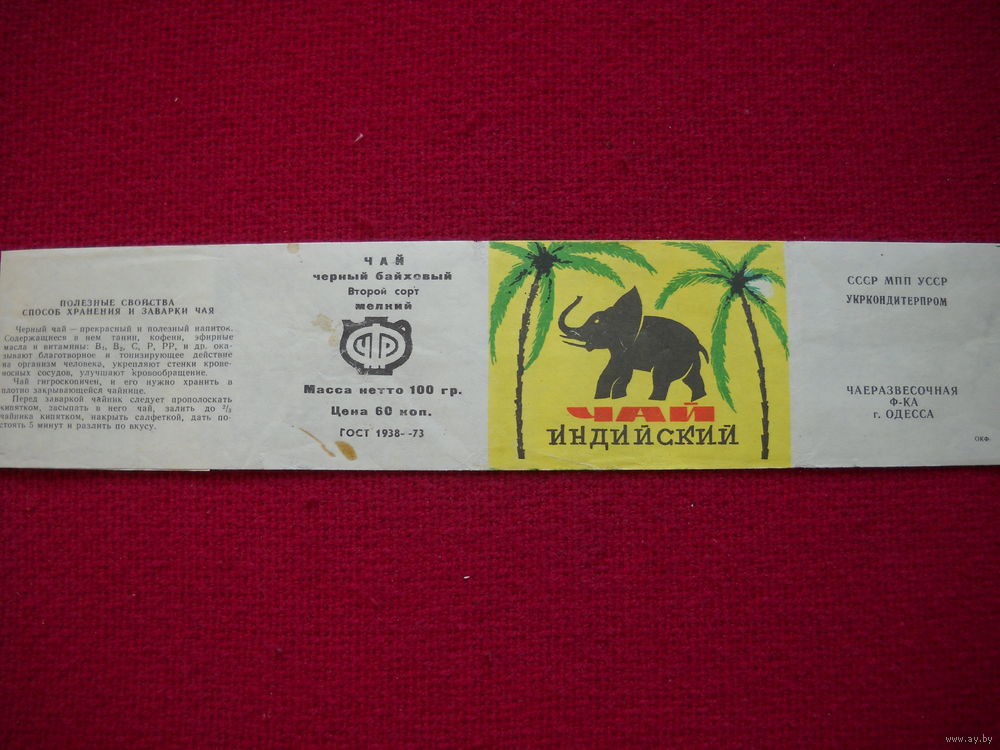 ПОЛЕЗНЫЕ СВОЙСТВА
СПОСОБ ХРАНЕНИЯ И ЗАВАРКИ ЧАЯ
Черный чай — прекрасный и полезный напиток.
Содержащиеся в нем танин, кофеин, эфирные
масла и витамины: В₁, В₂, С, Р, РР, и др. ока-
зывают благотворное и тонизирующее действие
на организм человека, укрепляют стенки крове-
носных сосудов, улучшают кровообращение.
Чай гигроскопичен, и его нужно хранить в
плотно закрывающейся чайнице.
Перед заваркой чайник следует прополоскать
кипятком, засыпать в него чай, залить до ²/₃
чайника кипятком, накрыть салфеткой, дать по-
стоять 5 минут и разлить по вкусу.
ЧАЙ
черный байховый
Второй сорт
мелкий
Масса нетто 100 гр.
Цена 60 коп.
ГОСТ 1938--73
ЧАЙ
ИНДИЙСКИЙ
СССР МПП УССР
УКРКОНДИТЕРПРОМ
ЧАЕРАЗВЕСОЧНАЯ
Ф-КА
г. ОДЕССА
ОКФ
www.ay.by